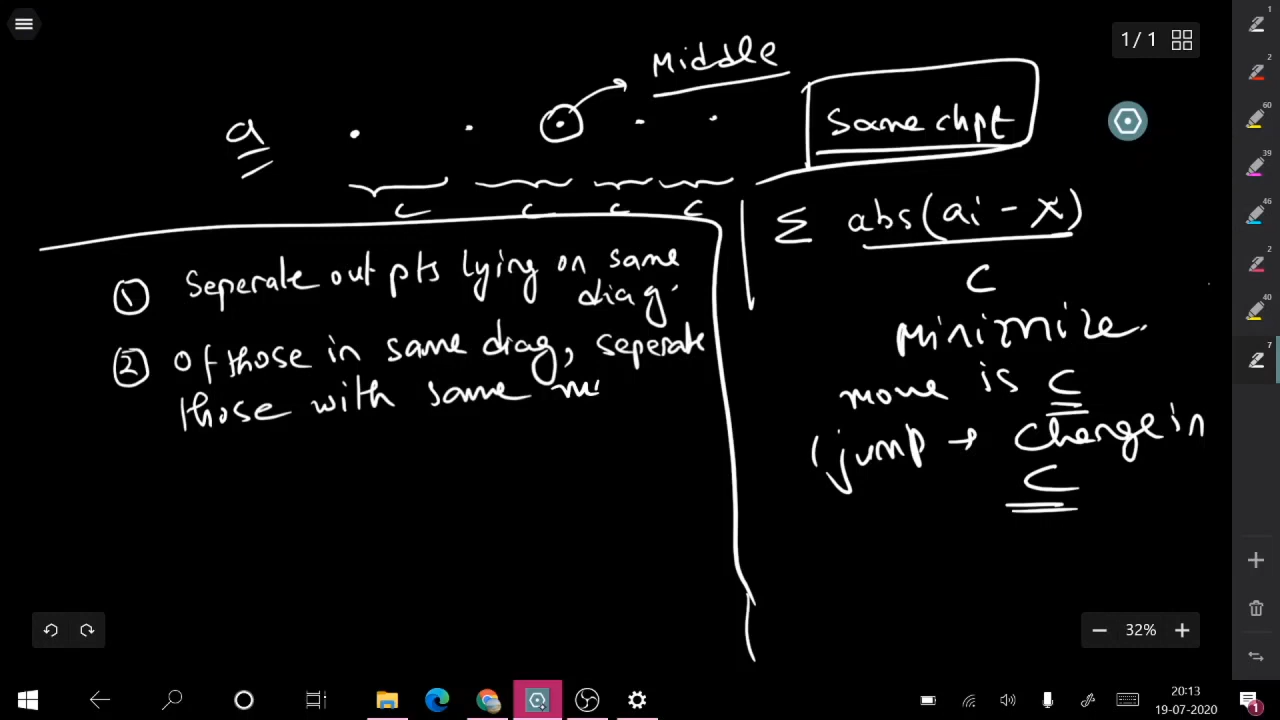 Middle
1/1
a
Same chpt
c c c c
Σ abs(ai - x)
c
minimize
move is c
1 jump → change in
c
① Seperate out pts lying on same
diag.
② Of those in same diag, seperate
those with same m
32%
20:13
19-07-2020